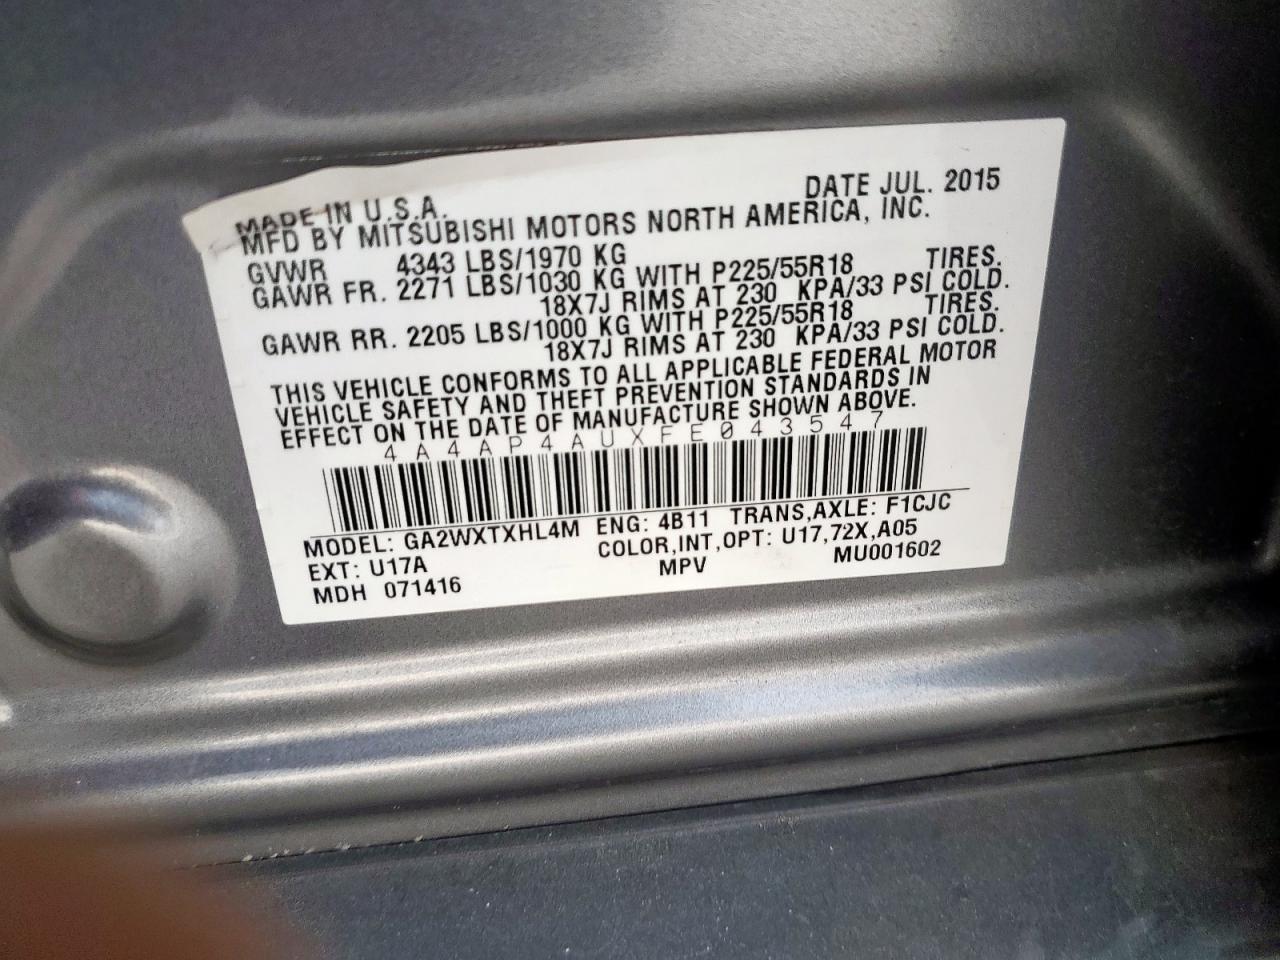 MADE IN U.S.A. DATE JUL. 2015
MFD BY MITSUBISHI MOTORS NORTH AMERICA, INC.
GVWR 4343 LBS/1970 KG
GAWR FR. 2271 LBS/1030 KG WITH P225/55R18 TIRES.
18X7J RIMS AT 230 KPA/33 PSI COLD.
GAWR RR. 2205 LBS/1000 KG WITH P225/55R18 TIRES.
18X7J RIMS AT 230 KPA/33 PSI COLD.
THIS VEHICLE CONFORMS TO ALL APPLICABLE FEDERAL MOTOR
VEHICLE SAFETY AND THEFT PREVENTION STANDARDS IN
EFFECT ON THE DATE OF MANUFACTURE SHOWN ABOVE.
4A4AP4AUXFE043547
MODEL: GA2WXTXHL4M ENG: 4B11 TRANS,AXLE: F1CJC
EXT: U17A COLOR,INT,OPT: U17,72X,A05
MDH 071416 MPV MU001602